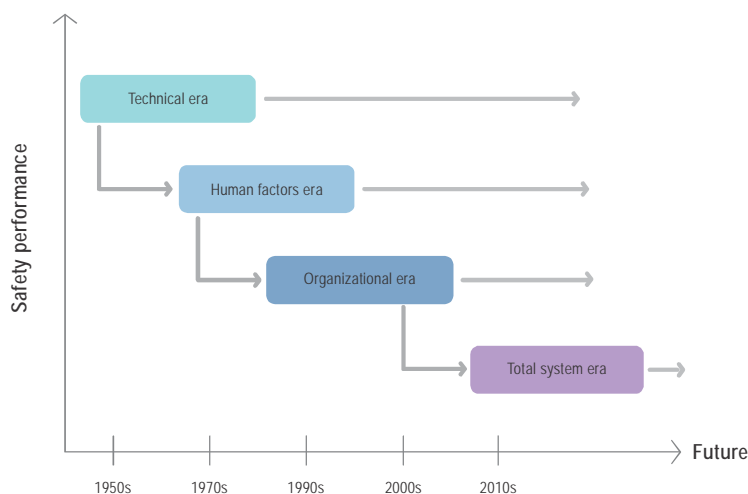 Safety performance
Technical era
Human factors era
Organizational era
Total system era
Future
1950s
1970s
1990s
2000s
2010s